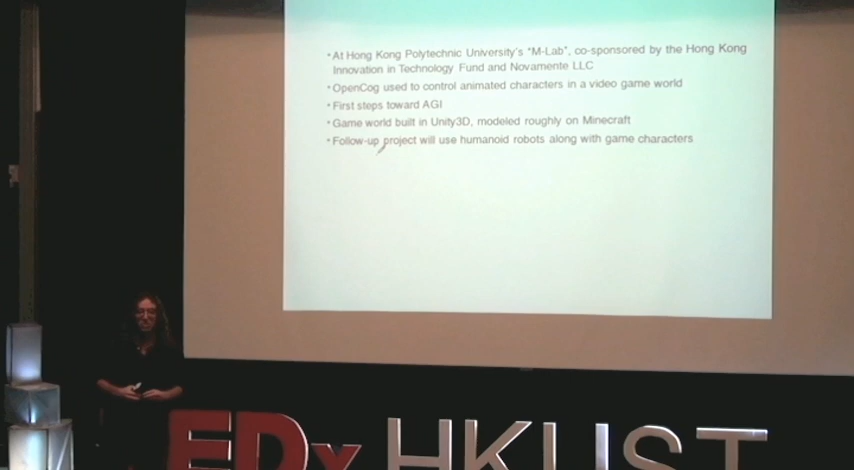 • At Hong Kong Polytechnic University's "M-Lab", co-sponsored by the Hong Kong
Innovation in Technology Fund and Novamente LLC
• OpenCog used to control animated characters in a video game world
• First steps toward AGI
• Game world built in Unity3D, modeled roughly on Minecraft
• Follow-up project will use humanoid robots along with game characters
EDx HKUST